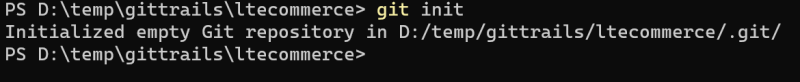 PS D:\temp\gittrails\ltecommerce> git init
Initialized empty Git repository in D:/temp/gittrails/ltecommerce/.git/
PS D:\temp\gittrails\ltecommerce>